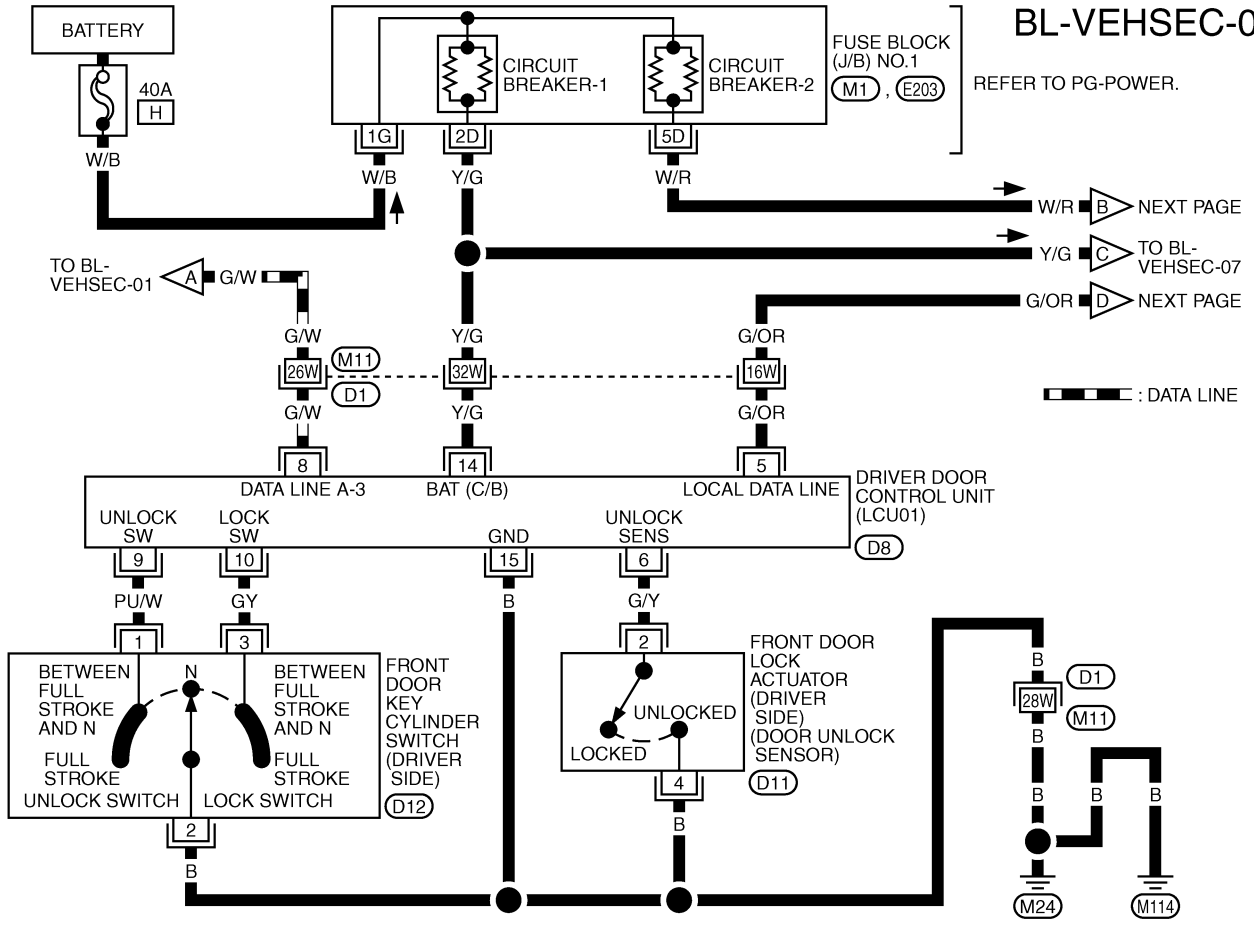 BL-VEHSEC-0
BATTERY
40A
H
W/B
CIRCUIT
BREAKER-1
CIRCUIT
BREAKER-2
FUSE BLOCK
(J/B) NO.1
M1 , E203
REFER TO PG-POWER.
1G
2D
5D
W/B
Y/G
W/R
W/R
B
NEXT PAGE
Y/G
C
TO BL-
VEHSEC-07
TO BL-
VEHSEC-01
A
G/W
G/OR
D
NEXT PAGE
G/W
Y/G
G/OR
26W
M11
D1
32W
16W
: DATA LINE
G/W
Y/G
G/OR
8
14
5
DATA LINE A-3
BAT (C/B)
LOCAL DATA LINE
DRIVER DOOR
CONTROL UNIT
(LCU01)
D8
UNLOCK
SW
LOCK
SW
GND
UNLOCK
SENS
9
10
15
6
PU/W
GY
B
G/Y
1
3
2
BETWEEN
FULL
STROKE
AND N
N
BETWEEN
FULL
STROKE
AND N
FULL
STROKE
FULL
STROKE
UNLOCK SWITCH
LOCK SWITCH
FRONT
DOOR
KEY
CYLINDER
SWITCH
(DRIVER
SIDE)
D12
2
B
UNLOCKED
LOCKED
FRONT DOOR
LOCK
ACTUATOR
(DRIVER
SIDE)
(DOOR UNLOCK
SENSOR)
D11
4
B
B
D1
28W
M11
B
B
B
B
M24
M114